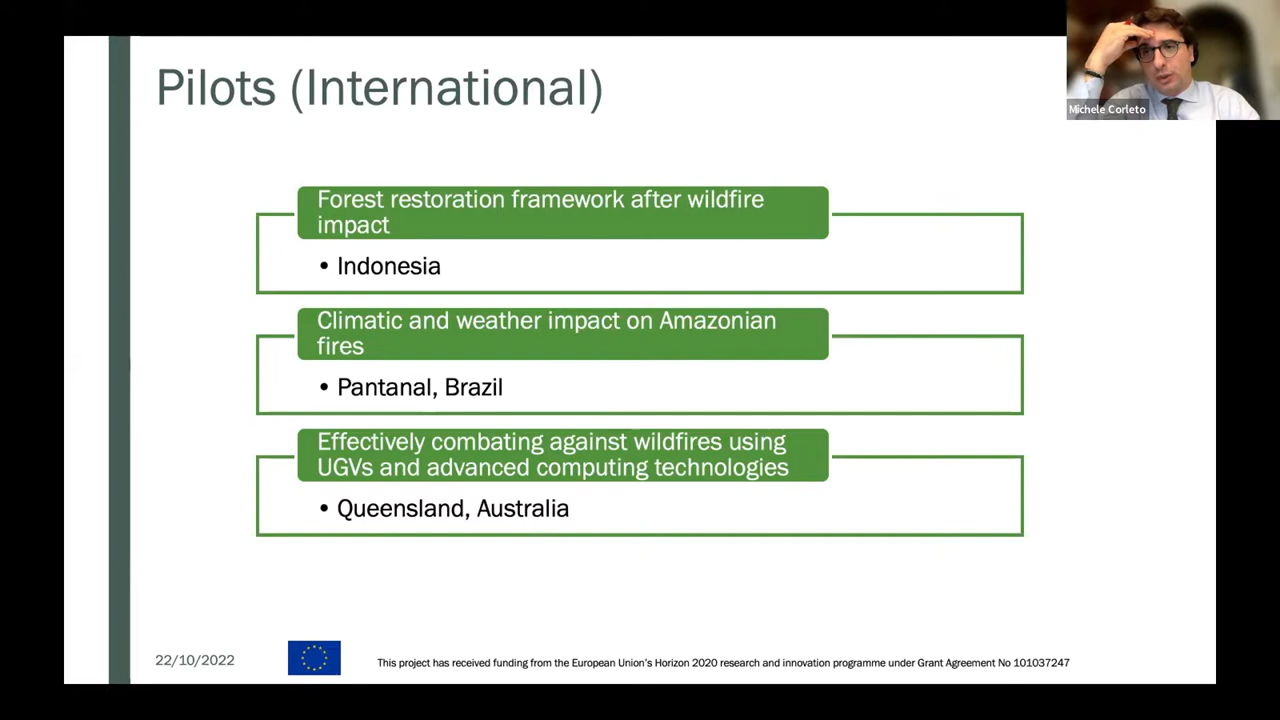 Pilots (International)
Michele Corleto
Forest restoration framework after wildfire
impact
• Indonesia
Climatic and weather impact on Amazonian
fires
• Pantanal, Brazil
Effectively combating against wildfires using
UGVs and advanced computing technologies
• Queensland, Australia
22/10/2022
This project has received funding from the European Union's Horizon 2020 research and innovation programme under Grant Agreement No 101037247